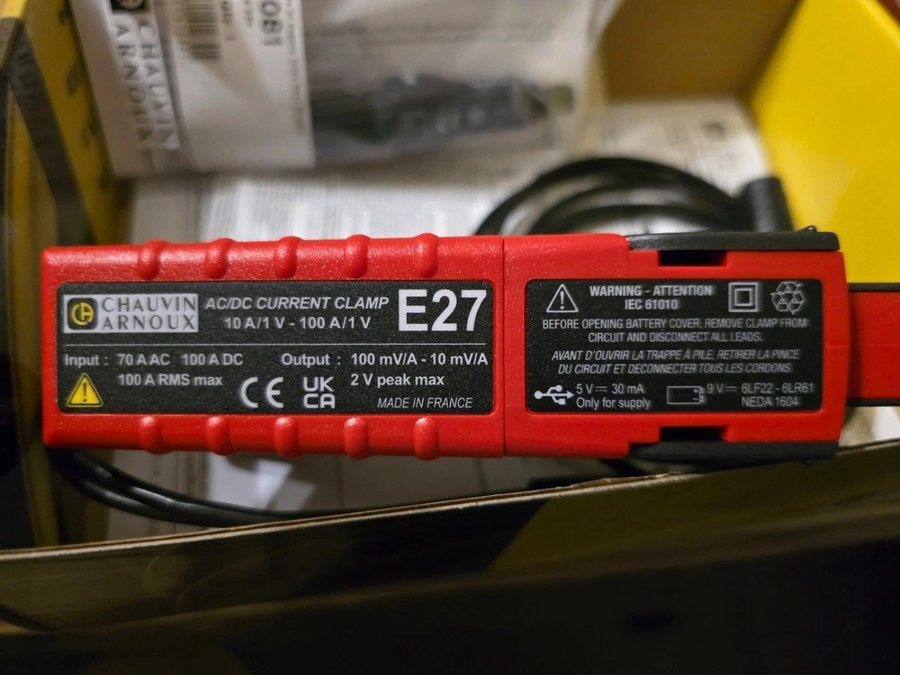 CHAUVIN
ARNOUX
CHAUVIN
ARNOUX
AC/DC CURRENT CLAMP
10 A/1 V - 100 A/1 V
E27
Input : 70 A AC 100 A DC
100 A RMS max
Output : 100 mV/A - 10 mV/A
2 V peak max
CE
UK
CA
MADE IN FRANCE
WARNING - ATTENTION
IEC 61010
BEFORE OPENING BATTERY COVER, REMOVE CLAMP FROM
CIRCUIT AND DISCONNECT ALL LEADS.
AVANT D'OUVRIR LA TRAPPE À PILE, RETIRER LA PINCE
DU CIRCUIT ET DECONNECTER TOUS LES CORDONS.
5 V ⎓ 30 mA
Only for supply
9 V ⎓ 6LF22 - 6LR61
NEDA 1604